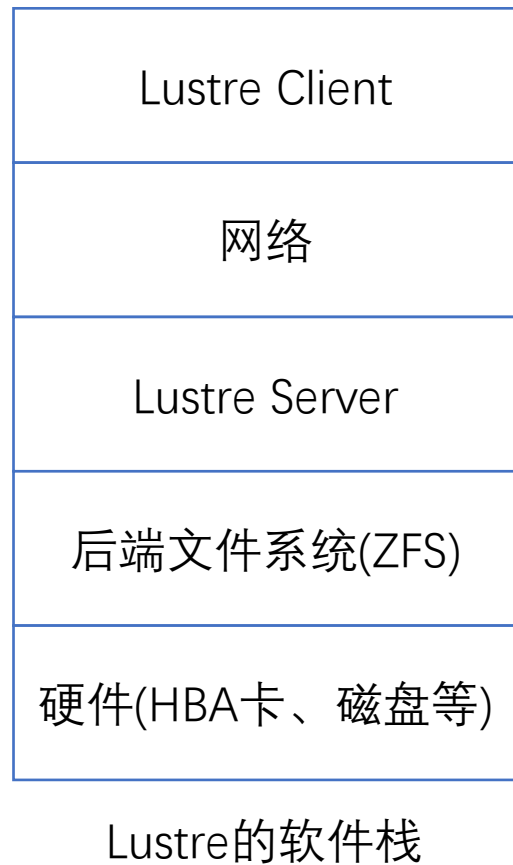 Lustre Client
网络
Lustre Server
后端文件系统(ZFS)
硬件(HBA卡、磁盘等)
Lustre的软件栈